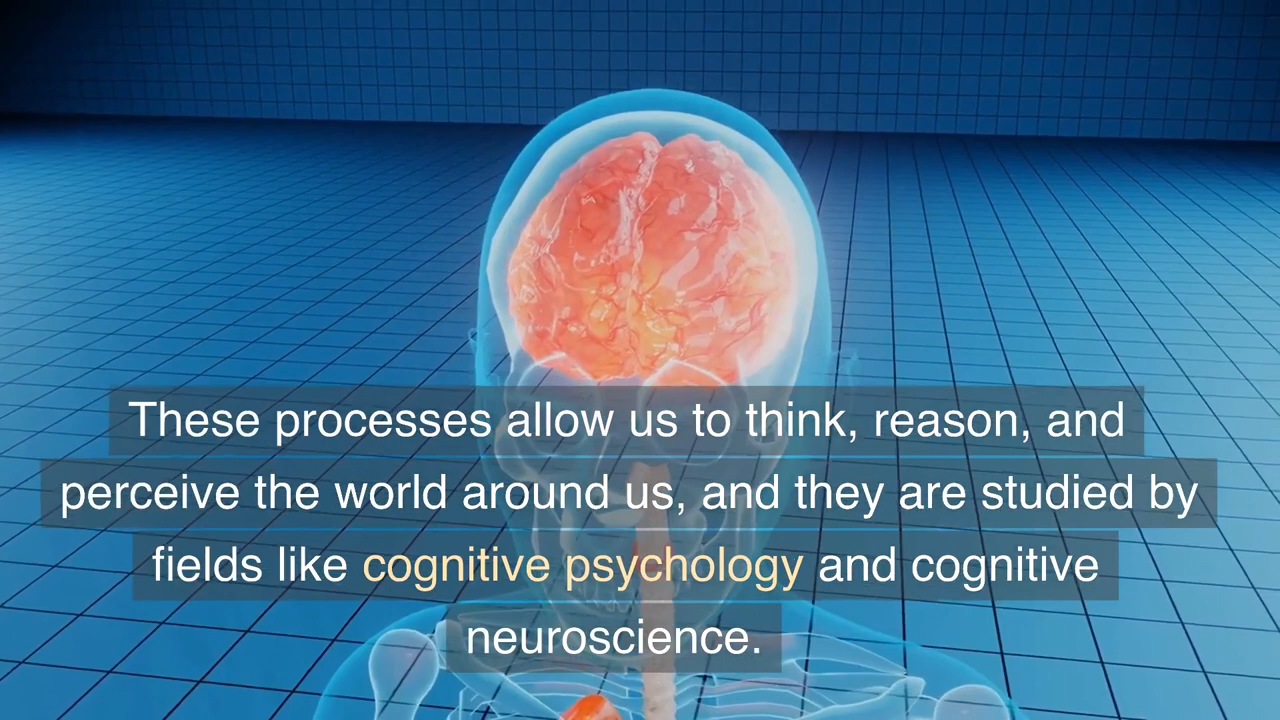 These processes allow us to think, reason, and
perceive the world around us, and they are studied by
fields like cognitive psychology and cognitive
neuroscience.